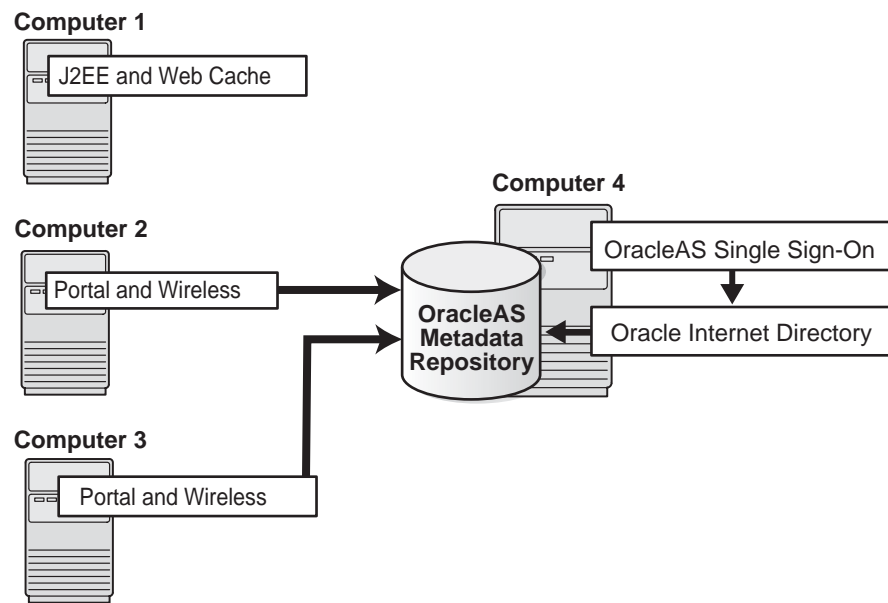 Computer 1
J2EE and Web Cache
Computer 4
Computer 2
OracleAS Single Sign-On
Portal and Wireless
OracleAS
Metadata
Repository
Oracle Internet Directory
Computer 3
Portal and Wireless